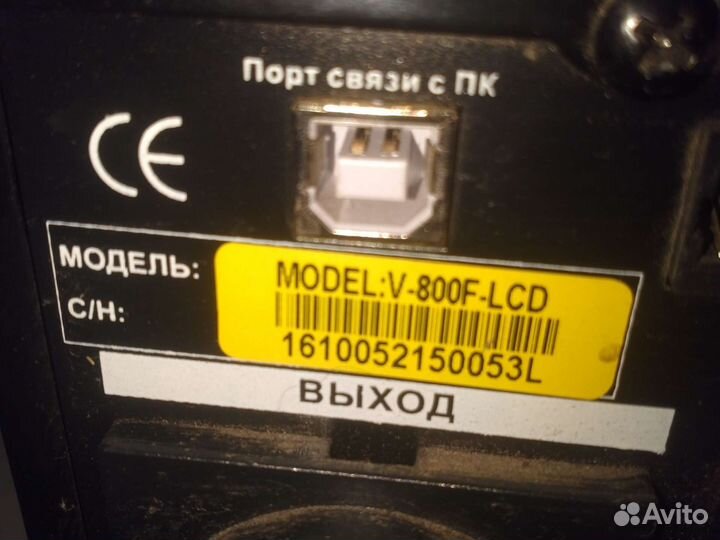 Порт связи с ПК
CE
МОДЕЛЬ:
MODEL:V-800F-LCD
С/Н:
1610052150053L
ВЫХОД
Avito